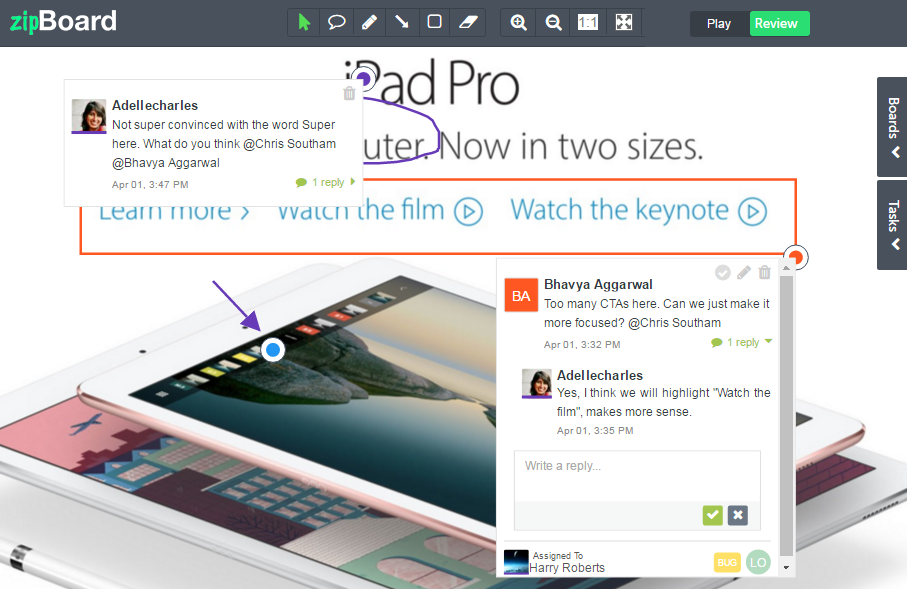 zipBoard
1:1
Play
Review
iPad Pro
Adellecharles
Not super convinced with the word Super
here. What do you think @Chris Southam
@Bhavya Aggarwal
Apr 01, 3:47 PM
1 reply
uter. Now in two sizes.
Boards
Tasks
Learn more
Watch the film
Watch the keynote
BA
Bhavya Aggarwal
Too many CTAs here. Can we just make it
more focused? @Chris Southam
Apr 01, 3:32 PM
1 reply
Adellecharles
Yes, I think we will highlight "Watch the
film", makes more sense.
Apr 01, 3:35 PM
Write a reply...
Assigned To
Harry Roberts
BUG
LO